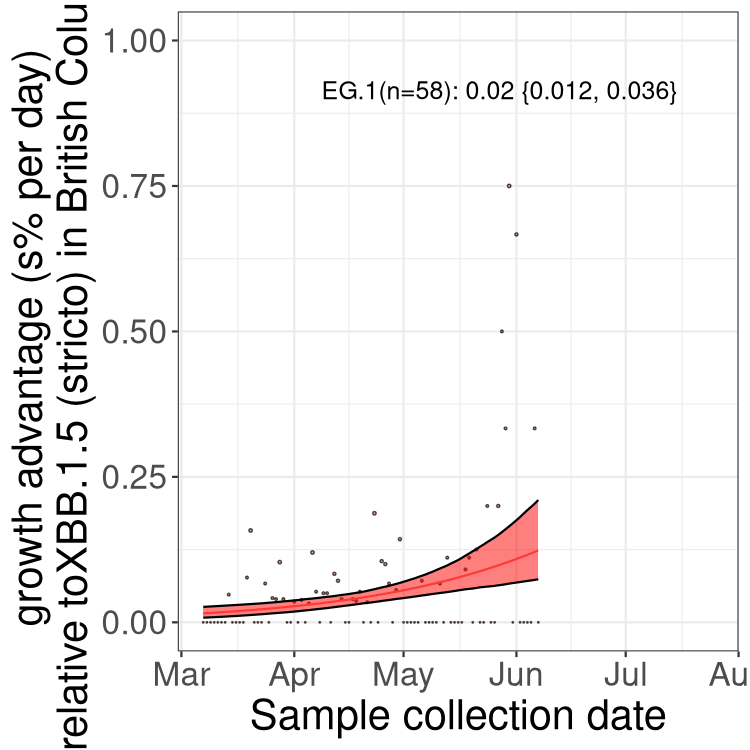 growth advantage (s% per day)
relative toXBB.1.5 (stricto) in British Colu
1.00
0.75
0.50
0.25
0.00
EG.1(n=58): 0.02 {0.012, 0.036}
Mar Apr May Jun Jul Au
Sample collection date